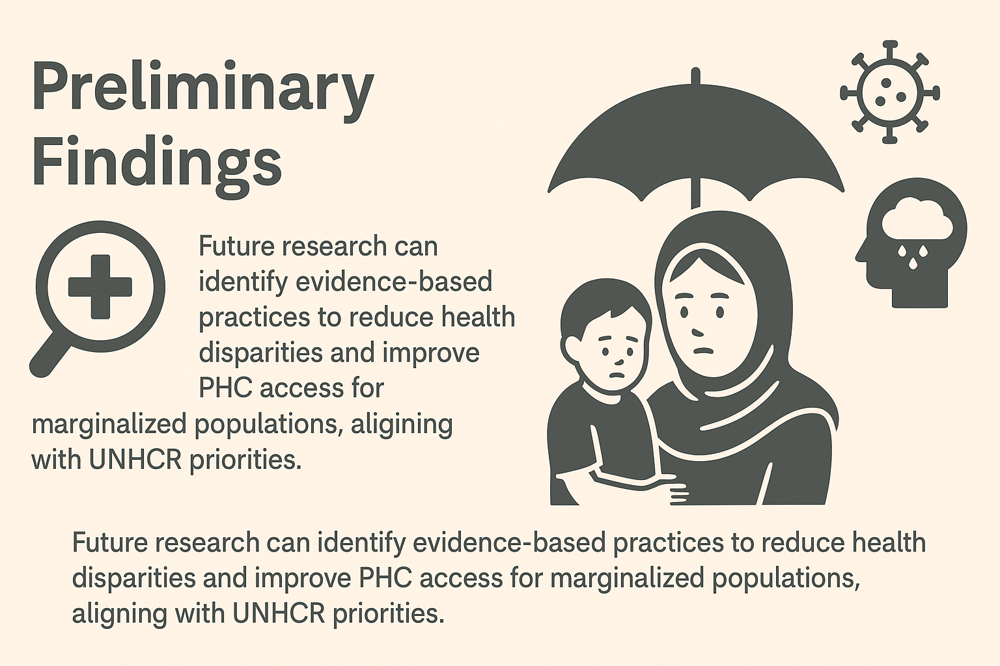 Preliminary
Findings
Future research can
identify evidence-based
practices to reduce health
disparities and improve
PHC access for
marginalized populations, aligining
with UNHCR priorities.
Future research can identify evidence-based practices to reduce health
disparities and improve PHC access for marginalized populations,
aligning with UNHCR priorities.